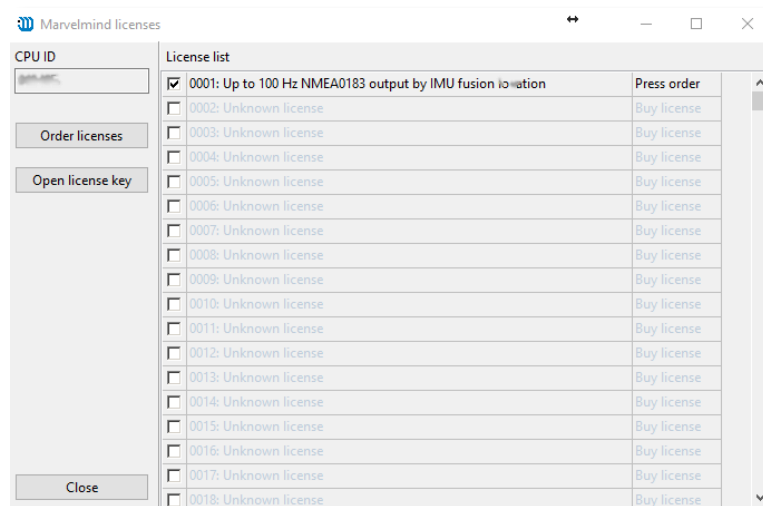 Marvelmind licenses
CPU ID
License list
0001: Up to 100 Hz NMEA0183 output by IMU fusion Press order
0002: Unknown license Buy license
0003: Unknown license Buy license
Order licenses
0004: Unknown license Buy license
0005: Unknown license Buy license
Open license key
0006: Unknown license Buy license
0007: Unknown license Buy license
0008: Unknown license Buy license
0009: Unknown license Buy license
0010: Unknown license Buy license
0011: Unknown license Buy license
0012: Unknown license Buy license
0013: Unknown license Buy license
0014: Unknown license Buy license
0015: Unknown license Buy license
0016: Unknown license Buy license
0017: Unknown license Buy license
Close
0018: Unknown license Buy license